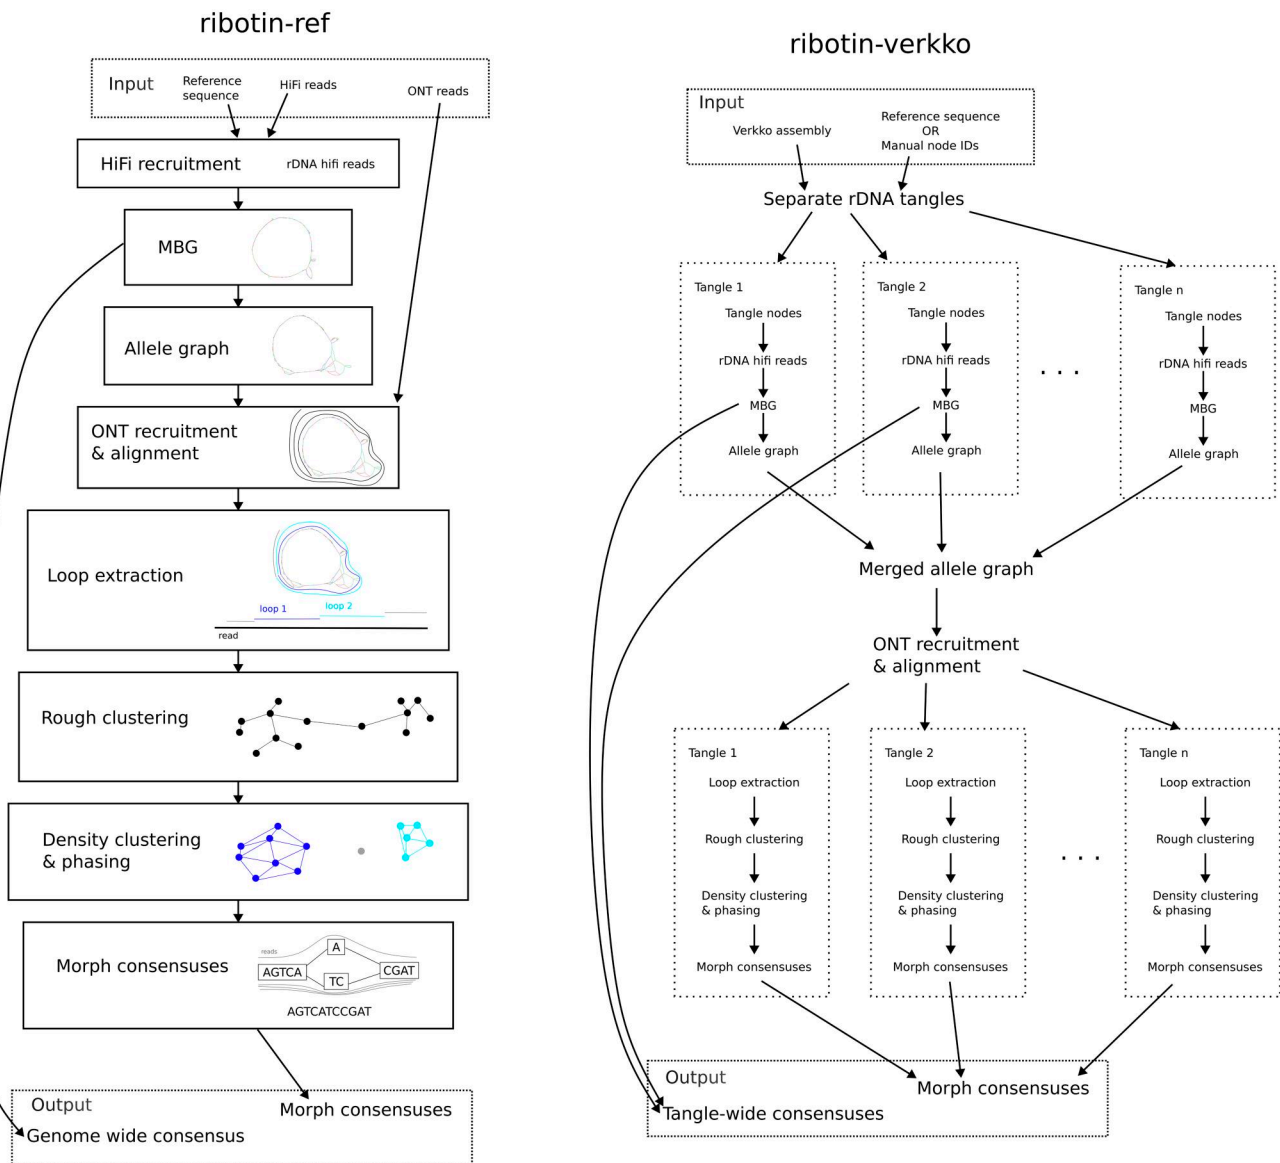 ribotin-ref
Input
Reference
sequence
HiFi reads
ONT reads
HiFi recruitment
rDNA hifi reads
MBG
Allele graph
ONT recruitment
& alignment
Loop extraction
loop 1
loop 2
read
Rough clustering
Density clustering
& phasing
Morph consensuses
reads
A
AGTCA
CGAT
TC
AGTCATCCGAT
Output
Morph consensuses
Genome wide consensus
ribotin-verkko
Input
Verkko assembly
Reference sequence
OR
Manual node IDs
Separate rDNA tangles
Tangle 1
Tangle nodes
rDNA hifi reads
MBG
Allele graph
Tangle 2
Tangle nodes
rDNA hifi reads
MBG
Allele graph
. . .
Tangle n
Tangle nodes
rDNA hifi reads
MBG
Allele graph
Merged allele graph
ONT recruitment
& alignment
Tangle 1
Loop extraction
Rough clustering
Density clustering
& phasing
Morph consensuses
Tangle 2
Loop extraction
Rough clustering
Density clustering
& phasing
Morph consensuses
. . .
Tangle n
Loop extraction
Rough clustering
Density clustering
& phasing
Morph consensuses
Output
Morph consensuses
Tangle-wide consensuses